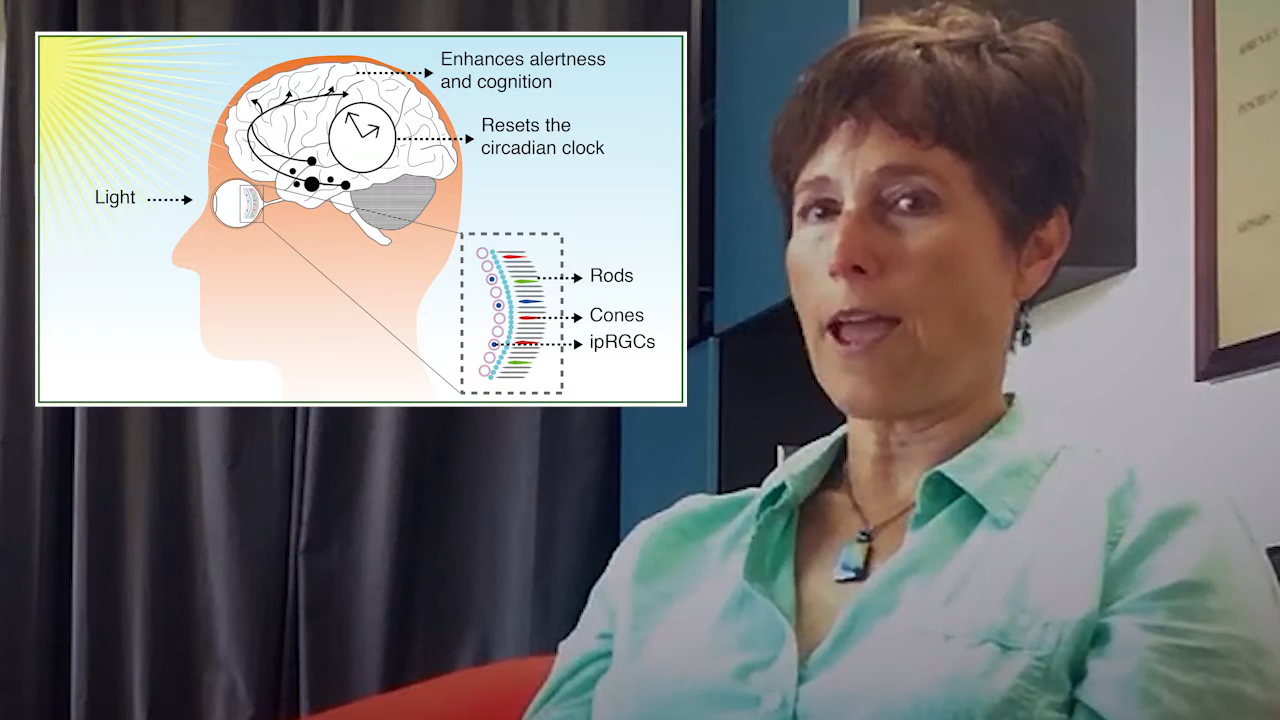 Enhances alertness
and cognition
Resets the
circadian clock
Light
Rods
Cones
ipRGCs